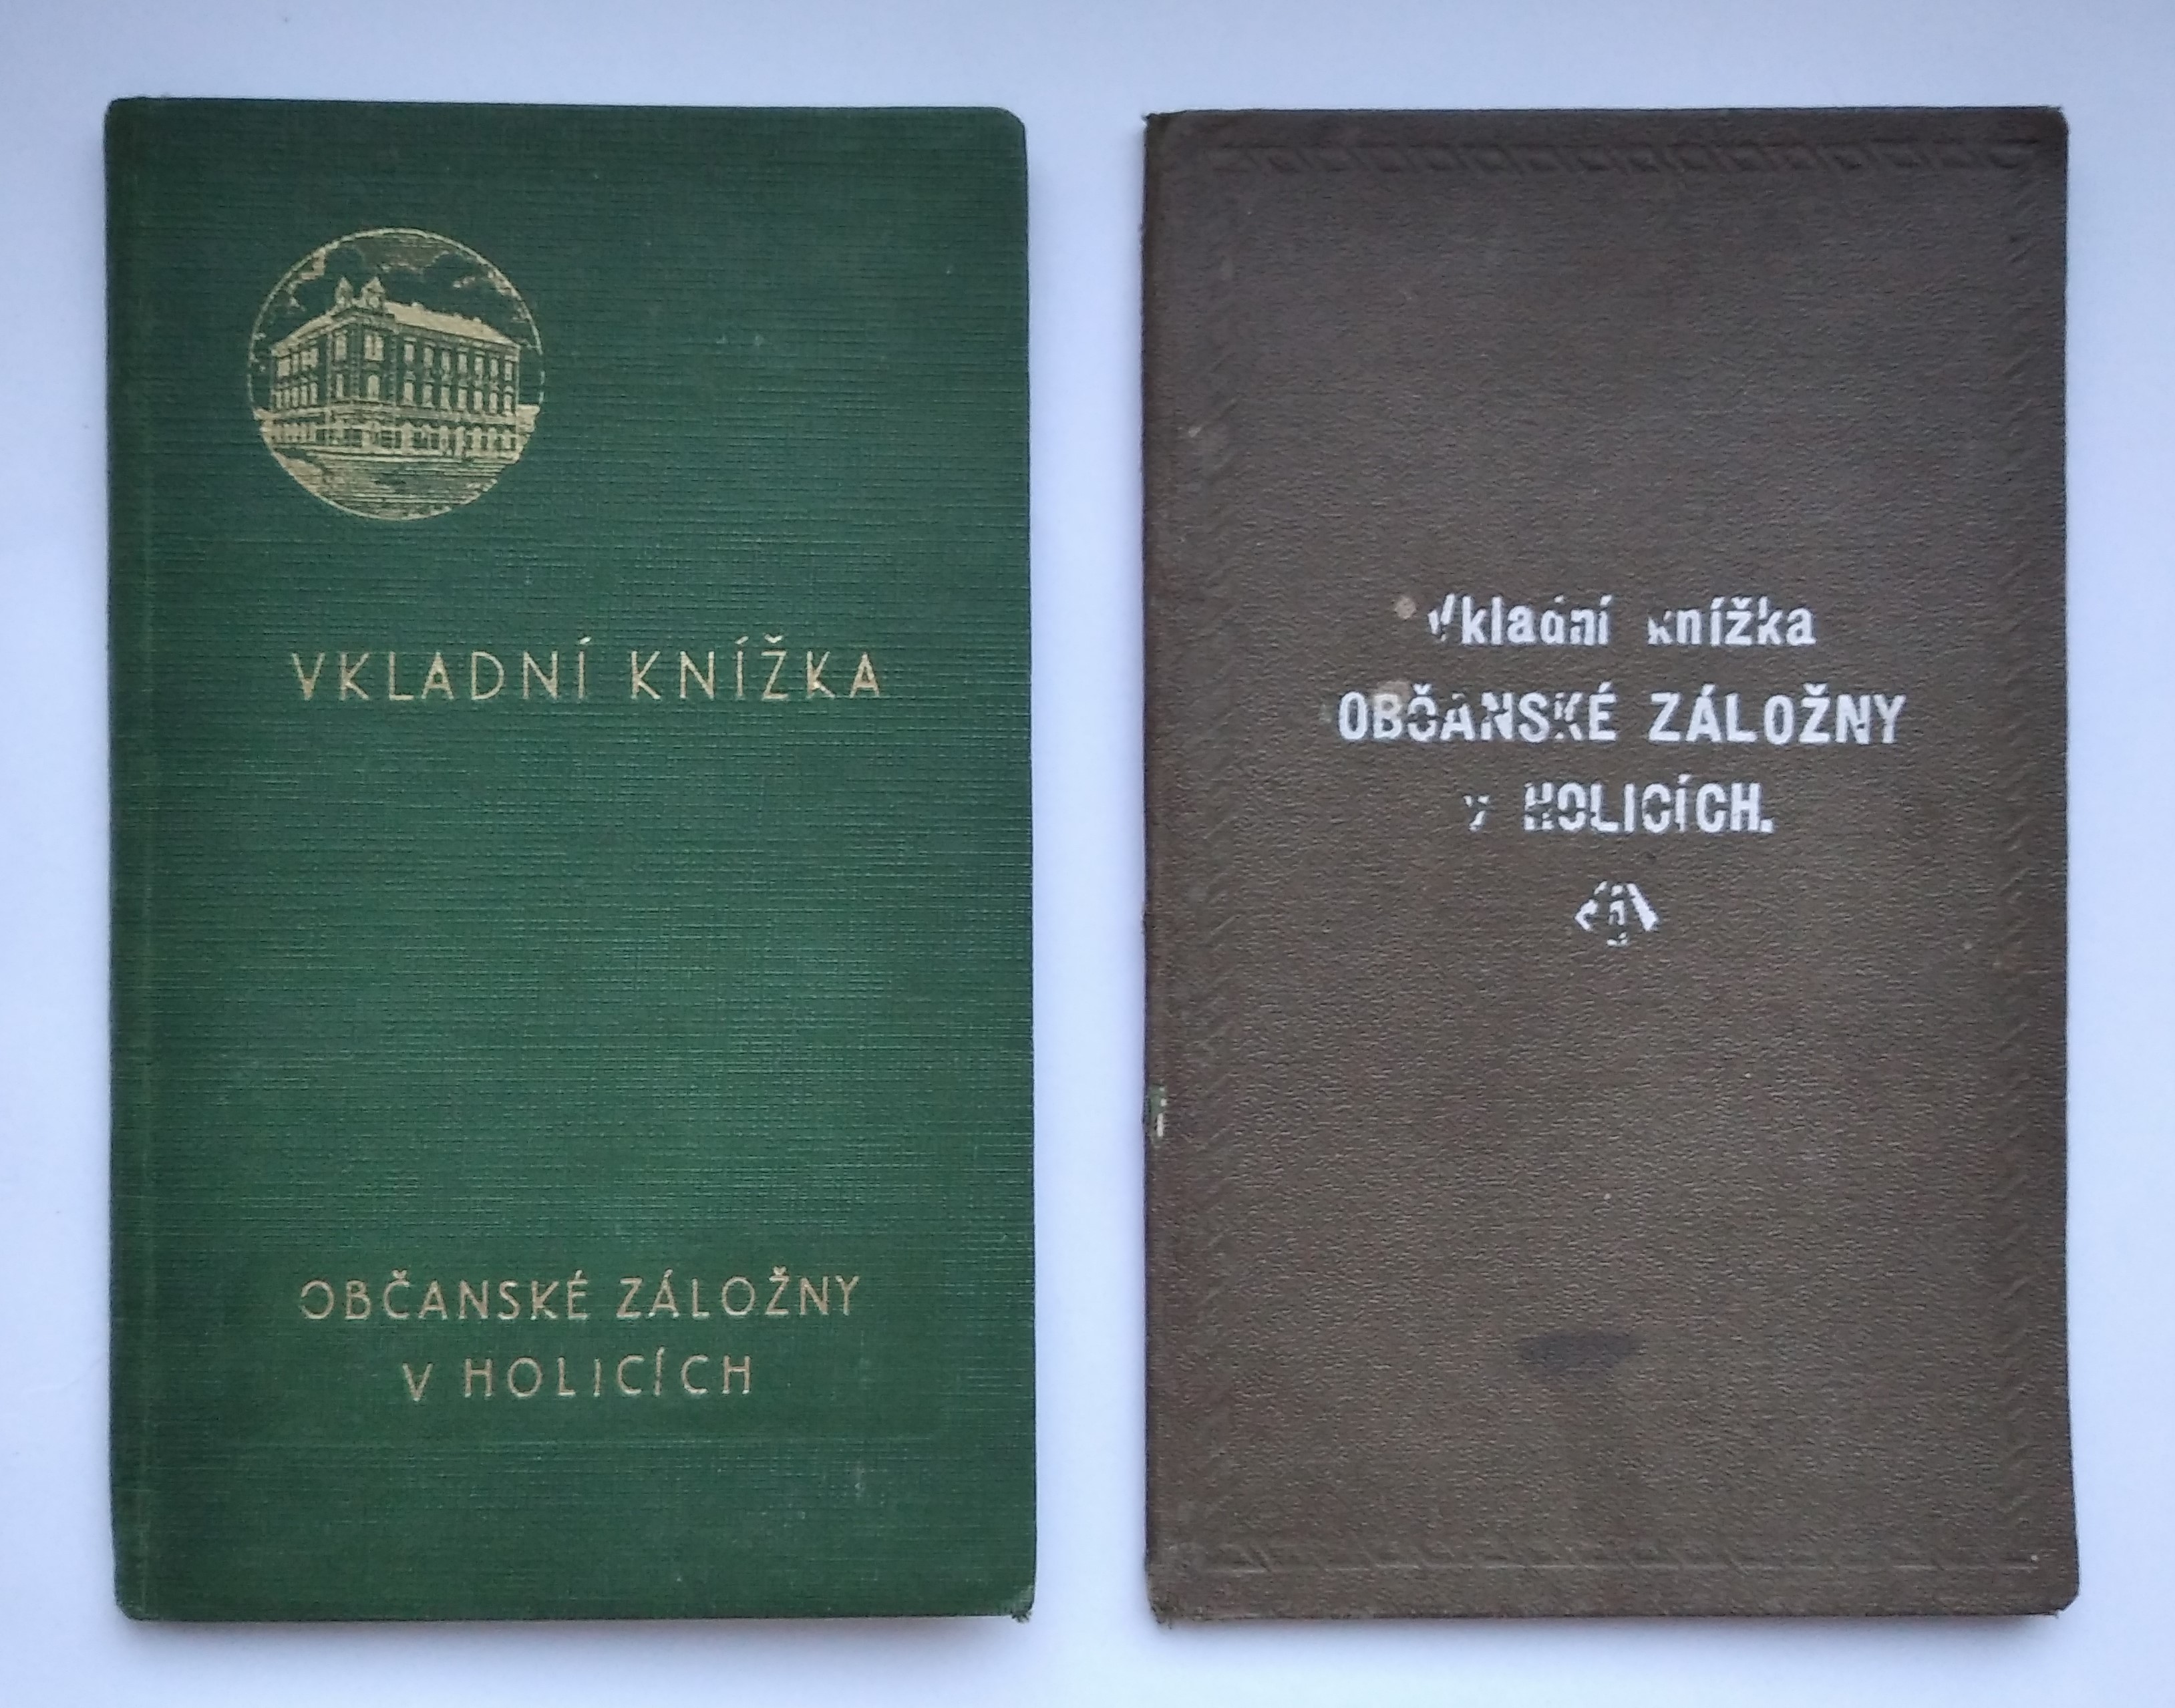 VKLADNÍ KNÍŽKA
OBČANSKÉ ZÁLOŽNY
V HOLICÍCH
Vkladní knížka
OBČANSKÉ ZÁLOŽNY
v HOLICÍCH.